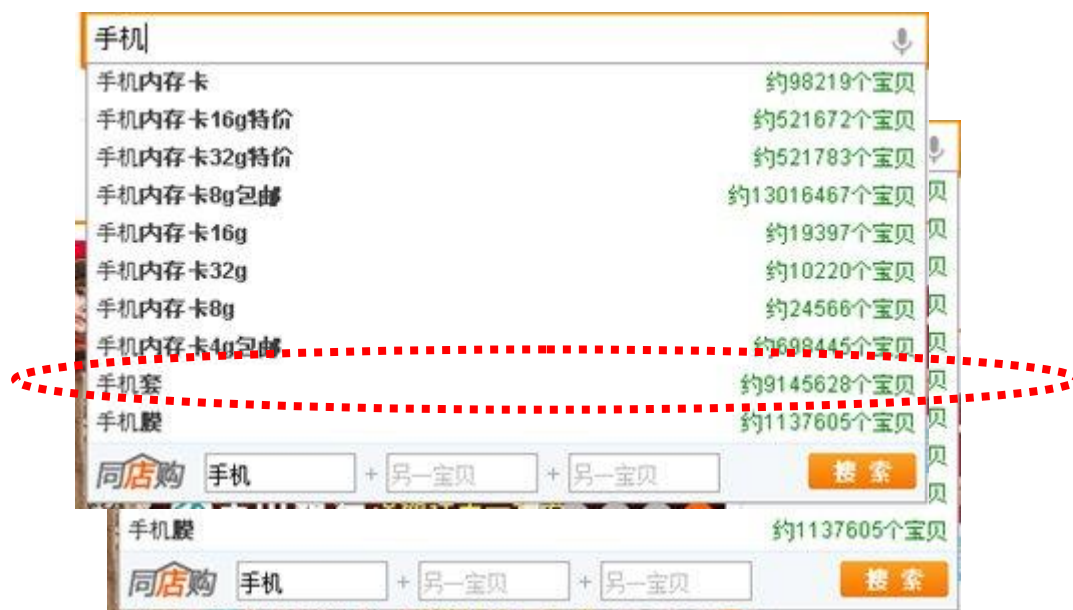 手机
手机内存卡 约98219个宝贝
手机内存卡16g特价 约521672个宝贝
手机内存卡32g特价 约521783个宝贝
手机内存卡8g包邮 约13016467个宝贝 贝
手机内存卡16g 约19397个宝贝 贝
手机内存卡32g 约10220个宝贝 贝
手机内存卡8g 约24566个宝贝 贝
手机内存卡4g包邮 约698445个宝贝 贝
手机套 约9145628个宝贝 贝
手机膜 约1137605个宝贝 贝
同店购 手机 + 另一宝贝 + 另一宝贝 搜索 贝
贝
手机膜 约1137605个宝贝
同店购 手机 + 另一宝贝 + 另一宝贝 搜索